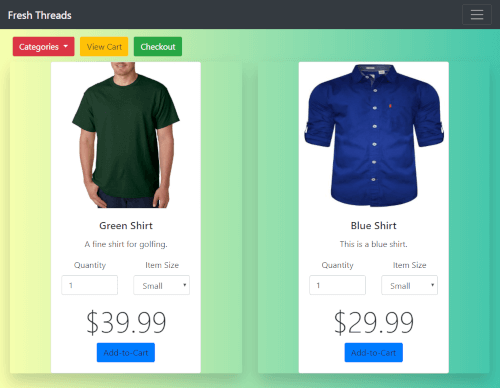 Fresh Threads
Categories View Cart Checkout
Green Shirt
A fine shirt for golfing.
Quantity Item Size
1 Small
$39.99
Add-to-Cart
Blue Shirt
This is a blue shirt.
Quantity Item Size
1 Small
$29.99
Add-to-Cart